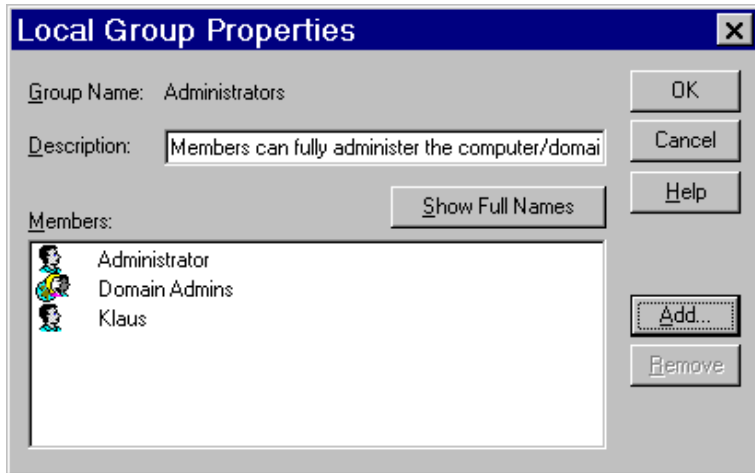 Local Group Properties
Group Name: Administrators
OK
Description: Members can fully administer the computer/domai
Cancel
Show Full Names
Help
Members:
Administrator
Domain Admins
Klaus
Add...
Remove